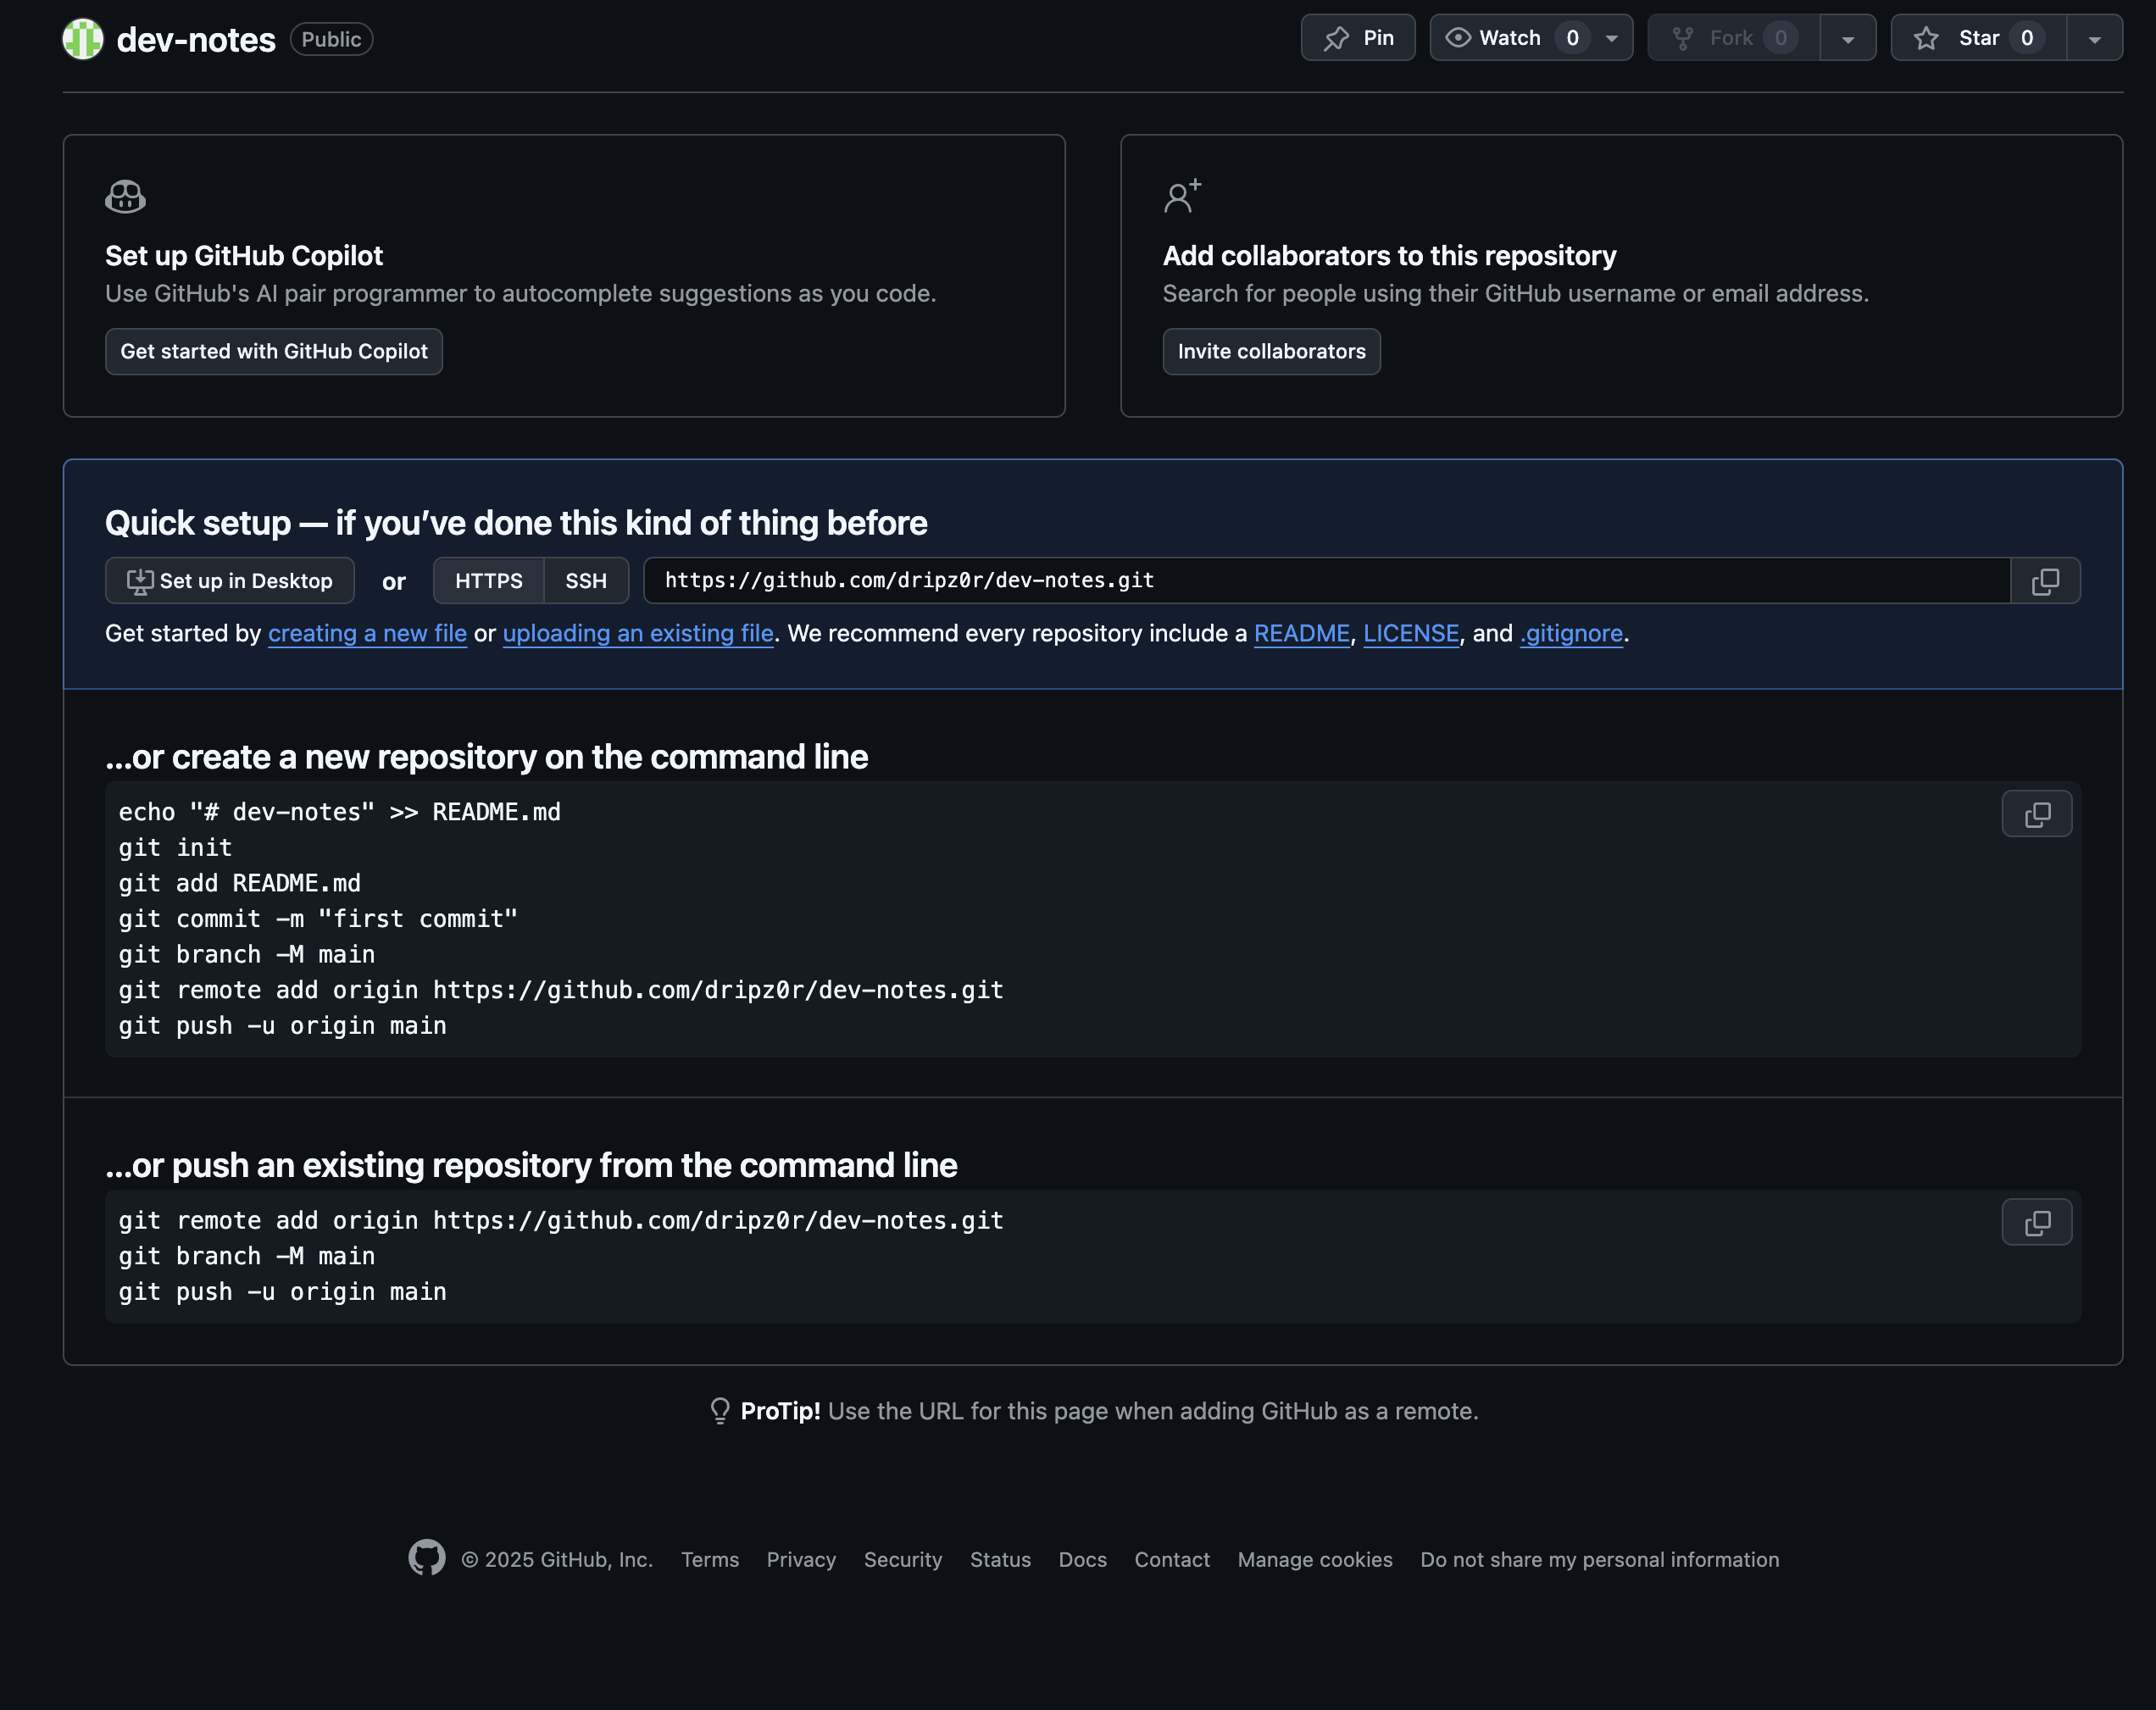 dev-notes Public
Pin
Watch 0
Fork 0
Star 0
Set up GitHub Copilot
Use GitHub's AI pair programmer to autocomplete suggestions as you code.
Get started with GitHub Copilot
Add collaborators to this repository
Search for people using their GitHub username or email address.
Invite collaborators
Quick setup — if you’ve done this kind of thing before
Set up in Desktop or HTTPS SSH https://github.com/dripz0r/dev-notes.git
Get started by creating a new file or uploading an existing file. We recommend every repository include a README, LICENSE, and .gitignore.
…or create a new repository on the command line
echo "# dev-notes" >> README.md
git init
git add README.md
git commit -m "first commit"
git branch -M main
git remote add origin https://github.com/dripz0r/dev-notes.git
git push -u origin main
…or push an existing repository from the command line
git remote add origin https://github.com/dripz0r/dev-notes.git
git branch -M main
git push -u origin main
ProTip! Use the URL for this page when adding GitHub as a remote.
© 2025 GitHub, Inc. Terms Privacy Security Status Docs Contact Manage cookies Do not share my personal information